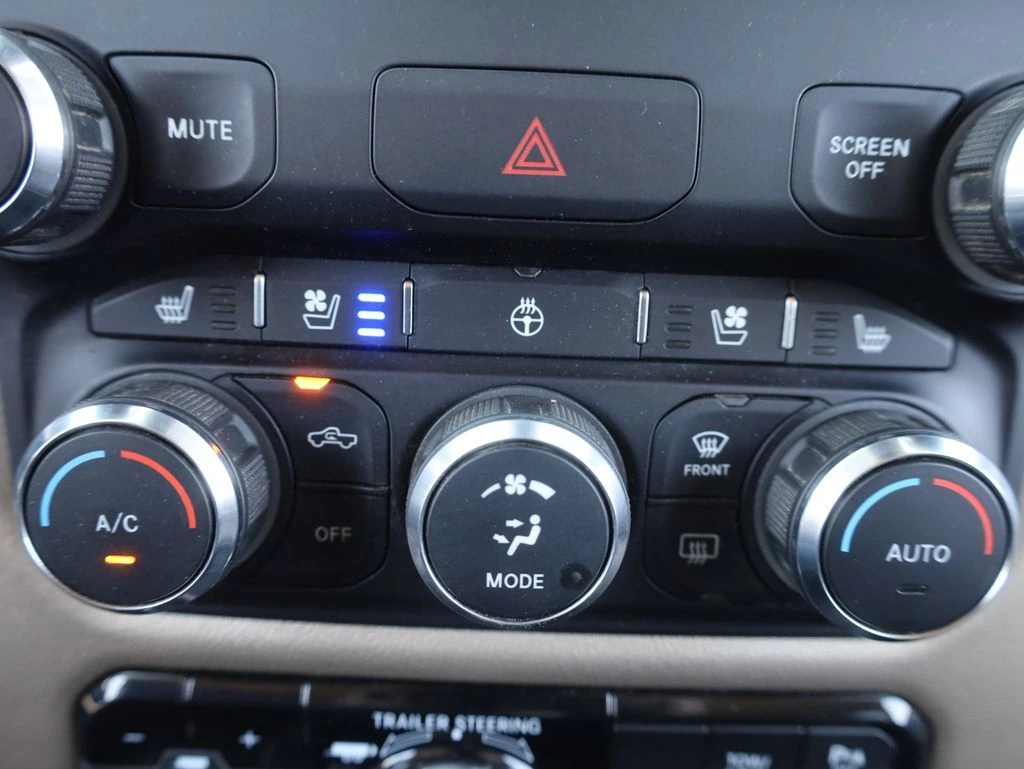 MUTE
SCREEN
OFF
FRONT
A/C
OFF
MODE
AUTO
TRAILER STEERING
- +